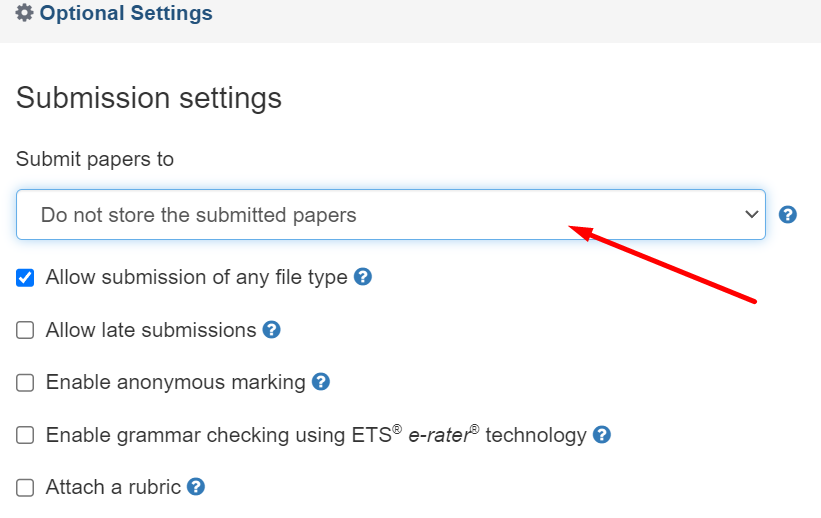 Optional Settings
Submission settings
Submit papers to
Do not store the submitted papers
?
Allow submission of any file type ?
Allow late submissions ?
Enable anonymous marking ?
Enable grammar checking using ETS® e-rater® technology ?
Attach a rubric ?